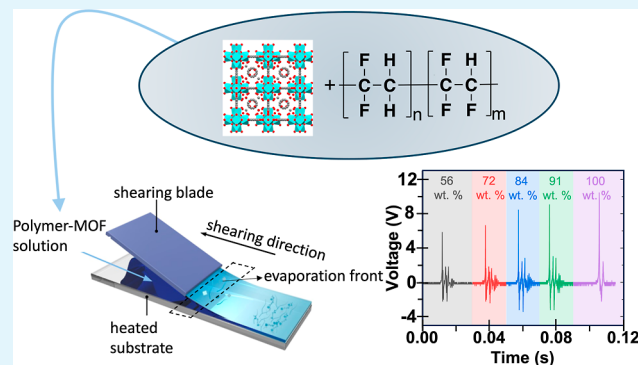 F H F H
+ C C C C
F H n F F m
shearing blade
Polymer-MOF
solution
shearing direction
evaporation front
heated
substrate
56 72 84 91 100
wt. % wt. % wt. % wt. % wt. %
Voltage (V)
12
8
4
0
-4
0.00 0.04 0.08 0.12
Time (s)